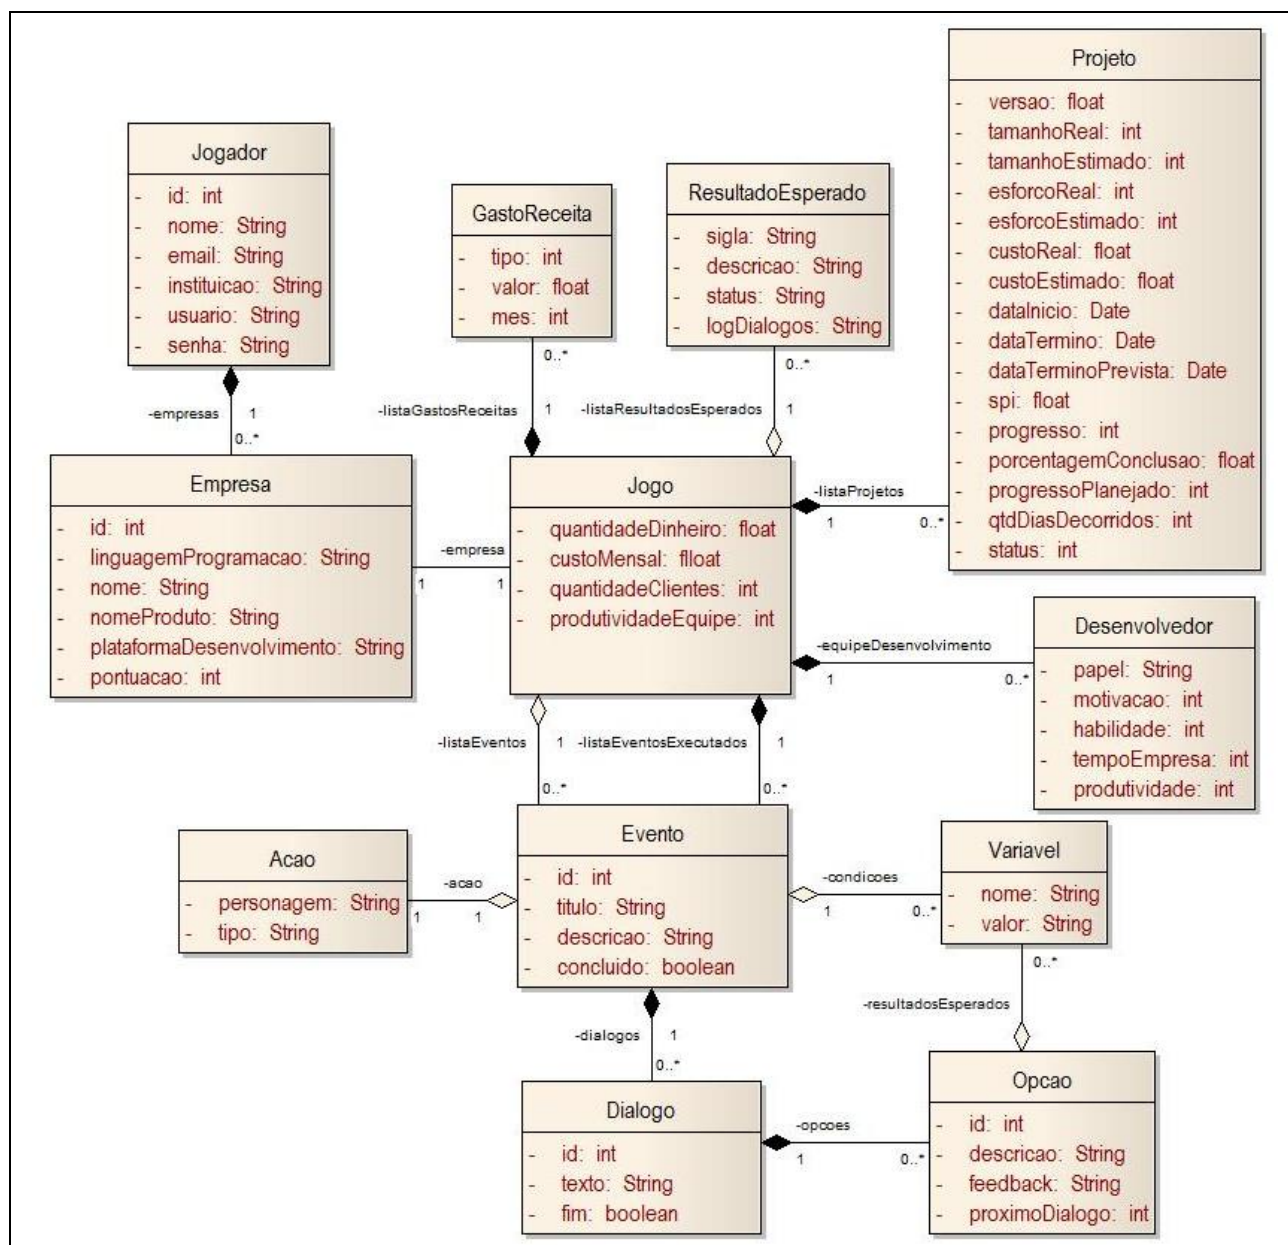 Projeto
- versao: float
- tamanhoReal: int
- tamanhoEstimado: int
- esforcoReal: int
- esforcoEstimado: int
- custoReal: float
- custoEstimado: float
- dataInicio: Date
- dataTermino: Date
- dataTerminoPrevista: Date
- spi: float
- progresso: int
- porcentagemConclusao: float
- progressoPlanejado: int
- qtdDiasDecorridos: int
- status: int
Jogador
- id: int
- nome: String
- email: String
- instituicao: String
- usuario: String
- senha: String
GastoReceita
- tipo: int
- valor: float
- mes: int
ResultadoEsperado
- sigla: String
- descricao: String
- status: String
- logDialogos: String
-empresas 1
0..*
0..*
-listaGastosReceitas 1
0..*
-listaResultadosEsperados 1
Empresa
- id: int
- linguagemProgramacao: String
- nome: String
- nomeProduto: String
- plataformaDesenvolvimento: String
- pontuacao: int
-empresa
1 1
Jogo
- quantidadeDinheiro: float
- custoMensal: flloat
- quantidadeClientes: int
- produtividadeEquipe: int
-listaProjetos
1 0..*
-equipeDesenvolvimento
1 0..*
Desenvolvedor
- papel: String
- motivacao: int
- habilidade: int
- tempoEmpresa: int
- produtividade: int
-listaEventos 1
0..*
-listaEventosExecutados 1
0..*
Acao
- personagem: String
- tipo: String
-acao
1 1
Evento
- id: int
- titulo: String
- descricao: String
- concluido: boolean
-condicoes
1 0..*
Variavel
- nome: String
- valor: String
0..*
-resultadosEsperados
-dialogos 1
0..*
Dialogo
- id: int
- texto: String
- fim: boolean
-opcoes
1 0..*
Opcao
- id: int
- descricao: String
- feedback: String
- proximoDialogo: int